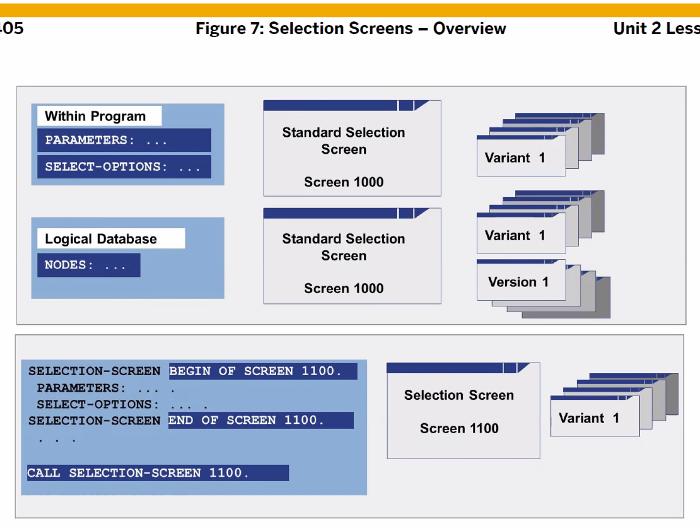 405 Figure 7: Selection Screens – Overview Unit 2 Less
Within Program
PARAMETERS: ...
SELECT-OPTIONS: ...
Standard Selection
Screen
Screen 1000
Variant 1
Logical Database
NODES: ...
Standard Selection
Screen
Screen 1000
Variant 1
Version 1
SELECTION-SCREEN BEGIN OF SCREEN 1100.
PARAMETERS: ... .
SELECT-OPTIONS: ... .
SELECTION-SCREEN END OF SCREEN 1100.
. . .
CALL SELECTION-SCREEN 1100.
Selection Screen
Screen 1100
Variant 1